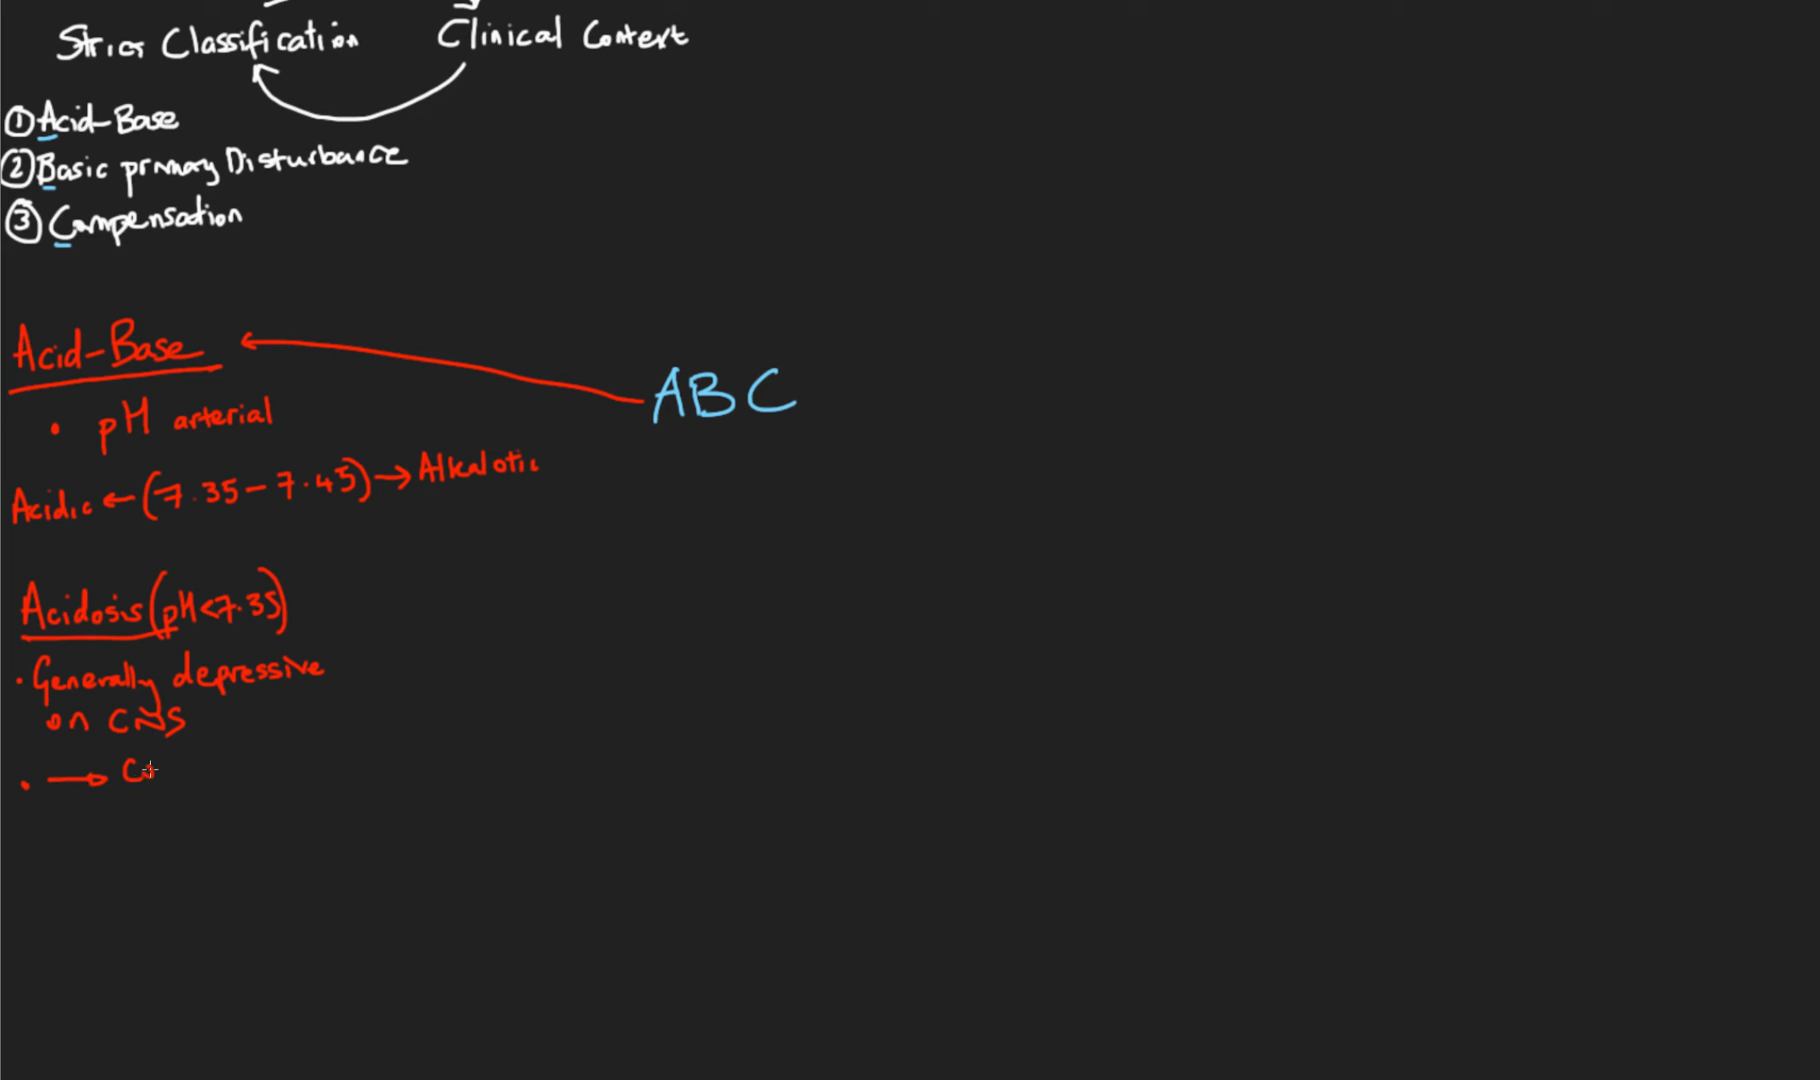 Strict Classification Clinical Context
① Acid-Base
② Basic primary Disturbance
③ Compensation
Acid-Base
ABC
• pH arterial
Acidic ← (7.35 - 7.45) → Alkalotic
Acidosis (pH<7.35)
• Generally depressive
on CNS
• → Co